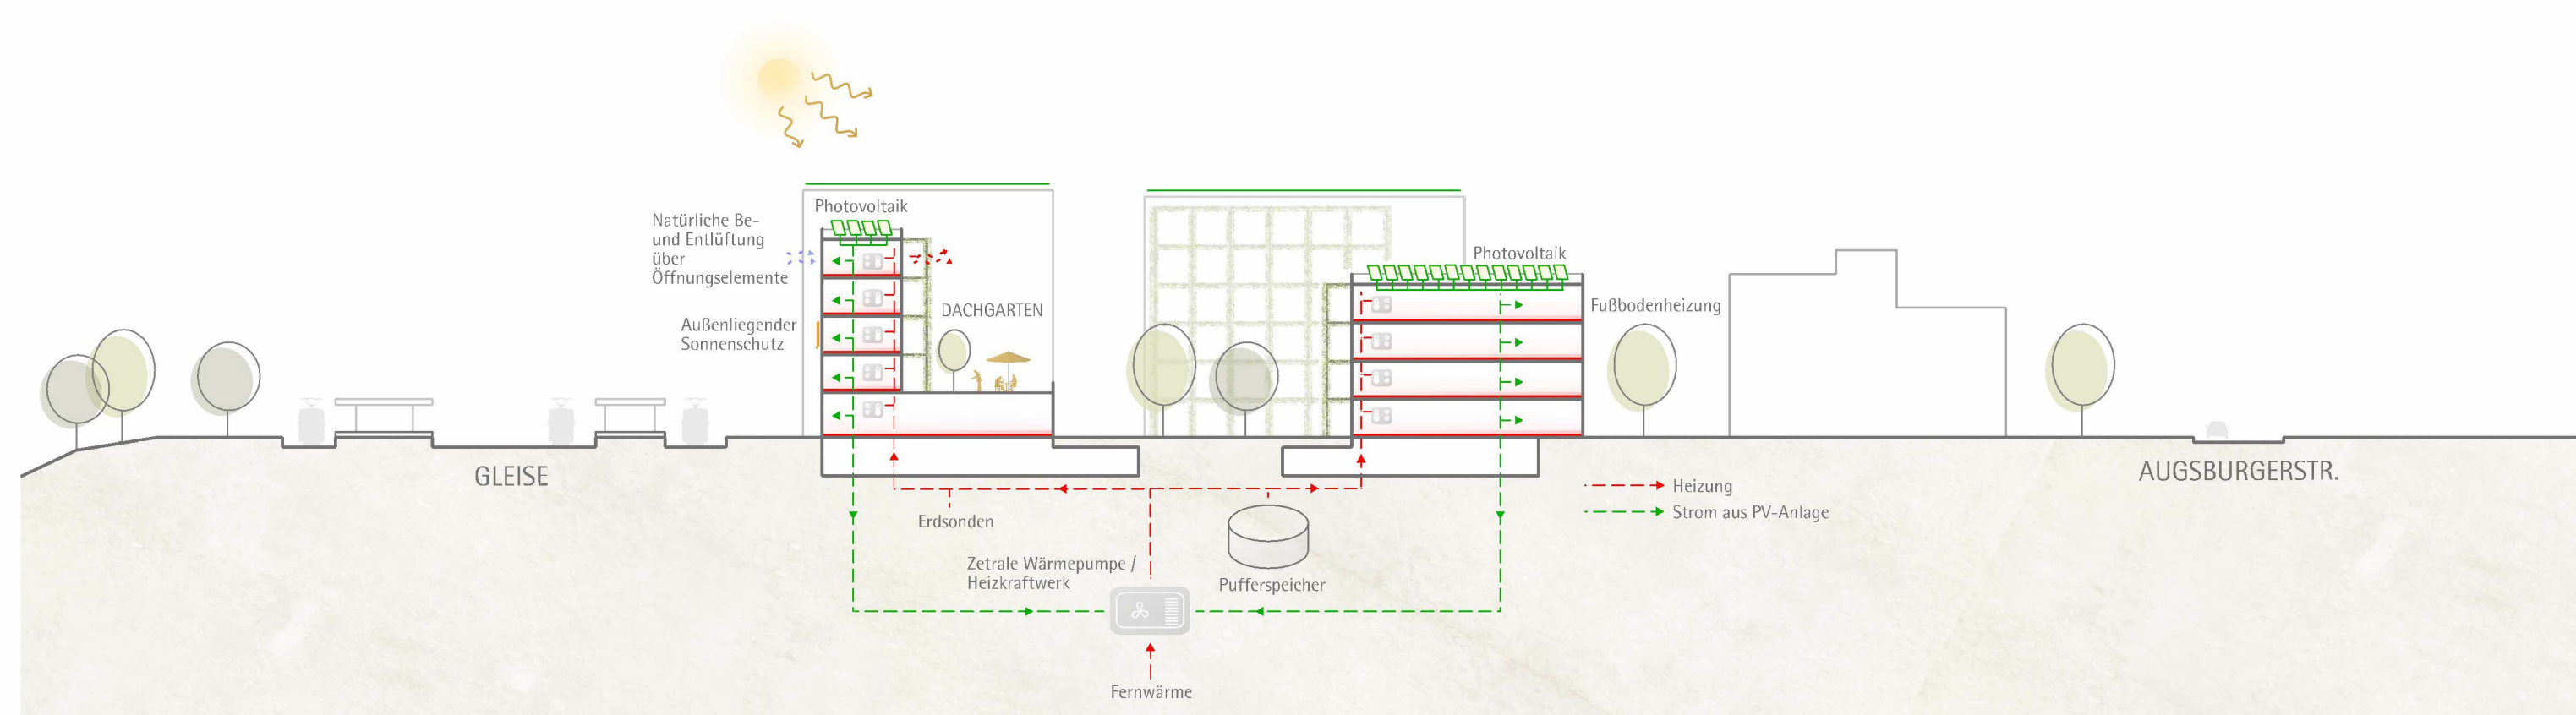 Photovoltaik
Natürliche Be-
und Entlüftung
über
Öffnungselemente
Photovoltaik
DACHGARTEN
Fußbodenheizung
Außenliegender
Sonnenschutz
GLEISE
AUGSBURGERSTR.
Heizung
Strom aus PV-Anlage
Erdsonden
Zetrale Wärmepumpe /
Heizkraftwerk
Pufferspeicher
Fernwärme